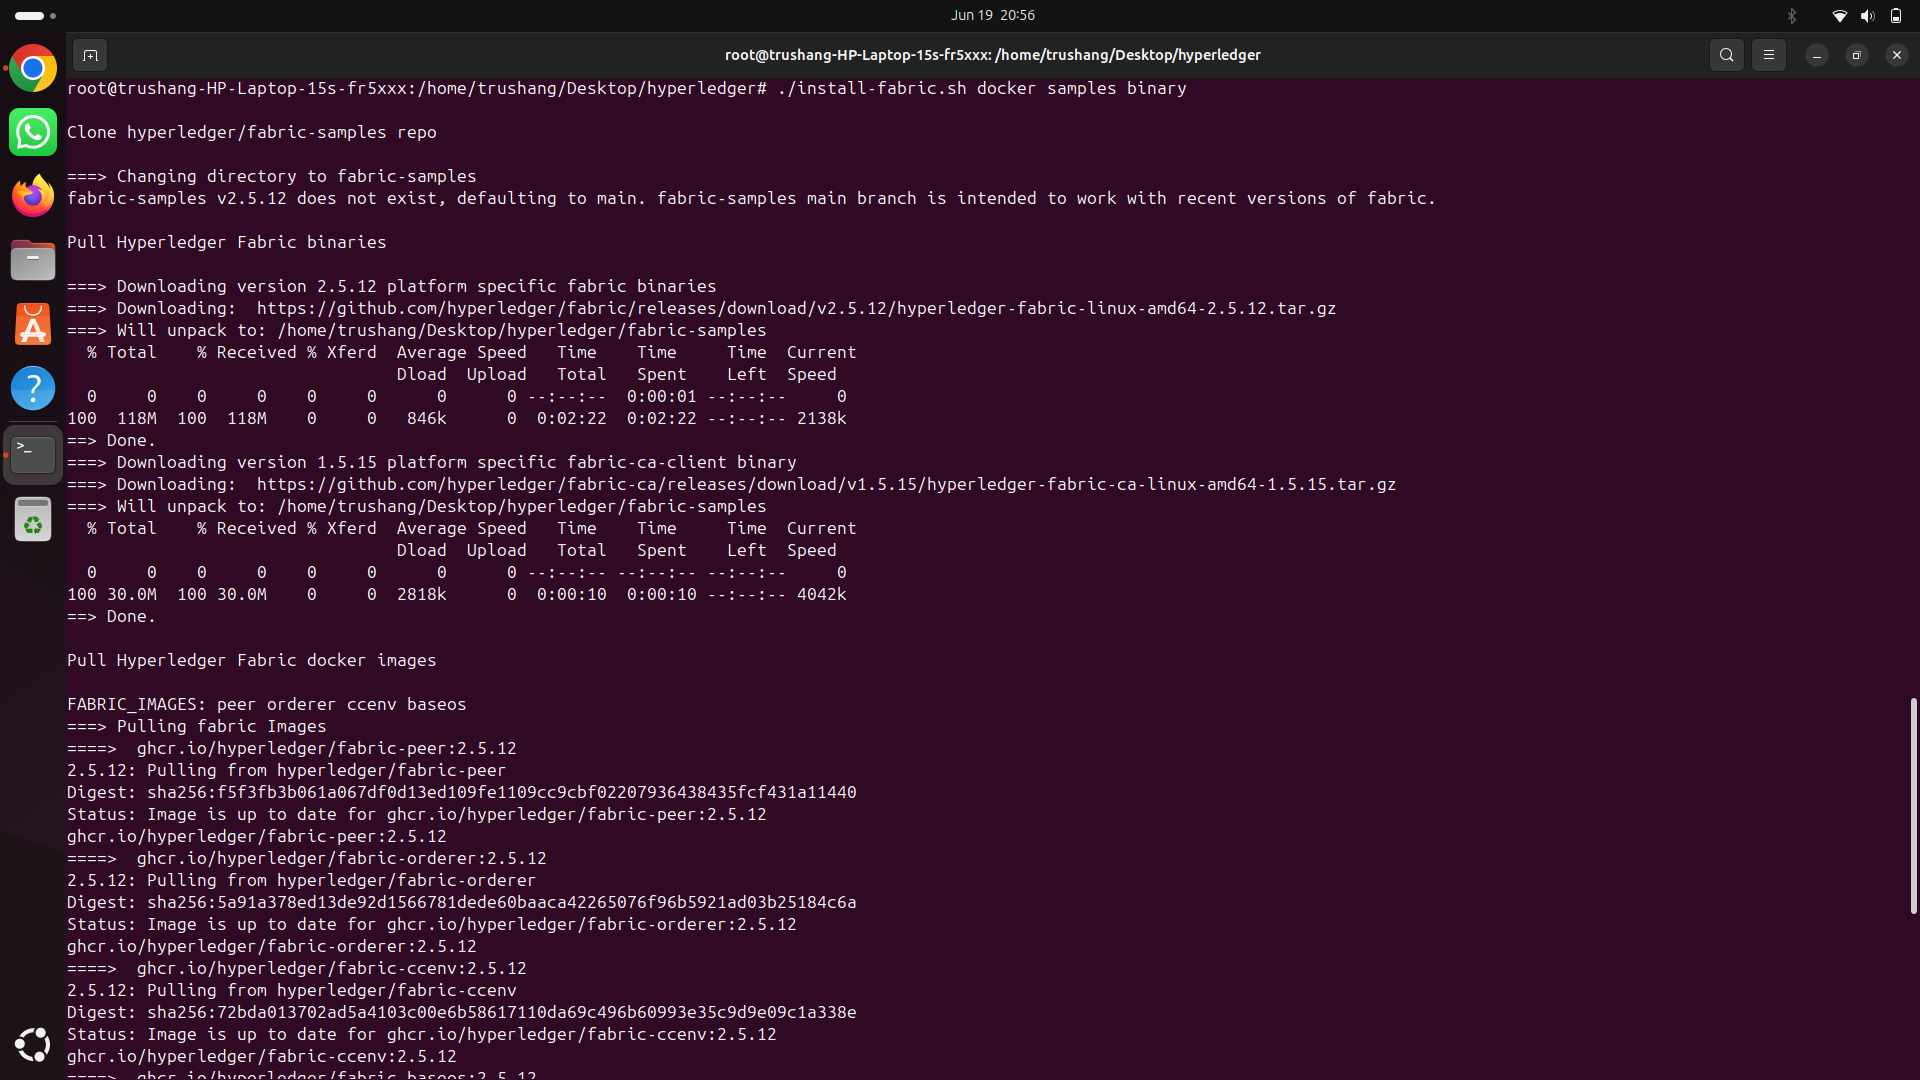 Jun 19 20:56
root@trushang-HP-Laptop-15s-fr5xxx: /home/trushang/Desktop/hyperledger
root@trushang-HP-Laptop-15s-fr5xxx:/home/trushang/Desktop/hyperledger# ./install-fabric.sh docker samples binary
Clone hyperledger/fabric-samples repo
===> Changing directory to fabric-samples
fabric-samples v2.5.12 does not exist, defaulting to main. fabric-samples main branch is intended to work with recent versions of fabric.
Pull Hyperledger Fabric binaries
===> Downloading version 2.5.12 platform specific fabric binaries
===> Downloading:  https://github.com/hyperledger/fabric/releases/download/v2.5.12/hyperledger-fabric-linux-amd64-2.5.12.tar.gz
===> Will unpack to: /home/trushang/Desktop/hyperledger/fabric-samples
  % Total    % Received % Xferd  Average Speed   Time    Time     Time  Current
                                 Dload  Upload   Total   Spent    Left  Speed
  0     0    0     0    0     0      0      0 --:--:--  0:00:01 --:--:--     0
100  118M  100  118M    0     0   846k      0  0:02:22  0:02:22 --:--:-- 2138k
==> Done.
===> Downloading version 1.5.15 platform specific fabric-ca-client binary
===> Downloading:  https://github.com/hyperledger/fabric-ca/releases/download/v1.5.15/hyperledger-fabric-ca-linux-amd64-1.5.15.tar.gz
===> Will unpack to: /home/trushang/Desktop/hyperledger/fabric-samples
  % Total    % Received % Xferd  Average Speed   Time    Time     Time  Current
                                 Dload  Upload   Total   Spent    Left  Speed
  0     0    0     0    0     0      0      0 --:--:-- --:--:-- --:--:--     0
100 30.0M  100 30.0M    0     0  2818k      0  0:00:10  0:00:10 --:--:-- 4042k
==> Done.
Pull Hyperledger Fabric docker images
FABRIC_IMAGES: peer orderer ccenv baseos
===> Pulling fabric Images
====>  ghcr.io/hyperledger/fabric-peer:2.5.12
2.5.12: Pulling from hyperledger/fabric-peer
Digest: sha256:f5f3fb3b061a067df0d13ed109fe1109cc9cbf02207936438435fcf431a11440
Status: Image is up to date for ghcr.io/hyperledger/fabric-peer:2.5.12
ghcr.io/hyperledger/fabric-peer:2.5.12
====>  ghcr.io/hyperledger/fabric-orderer:2.5.12
2.5.12: Pulling from hyperledger/fabric-orderer
Digest: sha256:5a91a378ed13de92d1566781dede60baaca42265076f96b5921ad03b25184c6a
Status: Image is up to date for ghcr.io/hyperledger/fabric-orderer:2.5.12
ghcr.io/hyperledger/fabric-orderer:2.5.12
====>  ghcr.io/hyperledger/fabric-ccenv:2.5.12
2.5.12: Pulling from hyperledger/fabric-ccenv
Digest: sha256:72bda013702ad5a4103c00e6b58617110da69c496b60993e35c9d9e09c1a338e
Status: Image is up to date for ghcr.io/hyperledger/fabric-ccenv:2.5.12
ghcr.io/hyperledger/fabric-ccenv:2.5.12
====>  ghcr.io/hyperledger/fabric-baseos:2.5.12